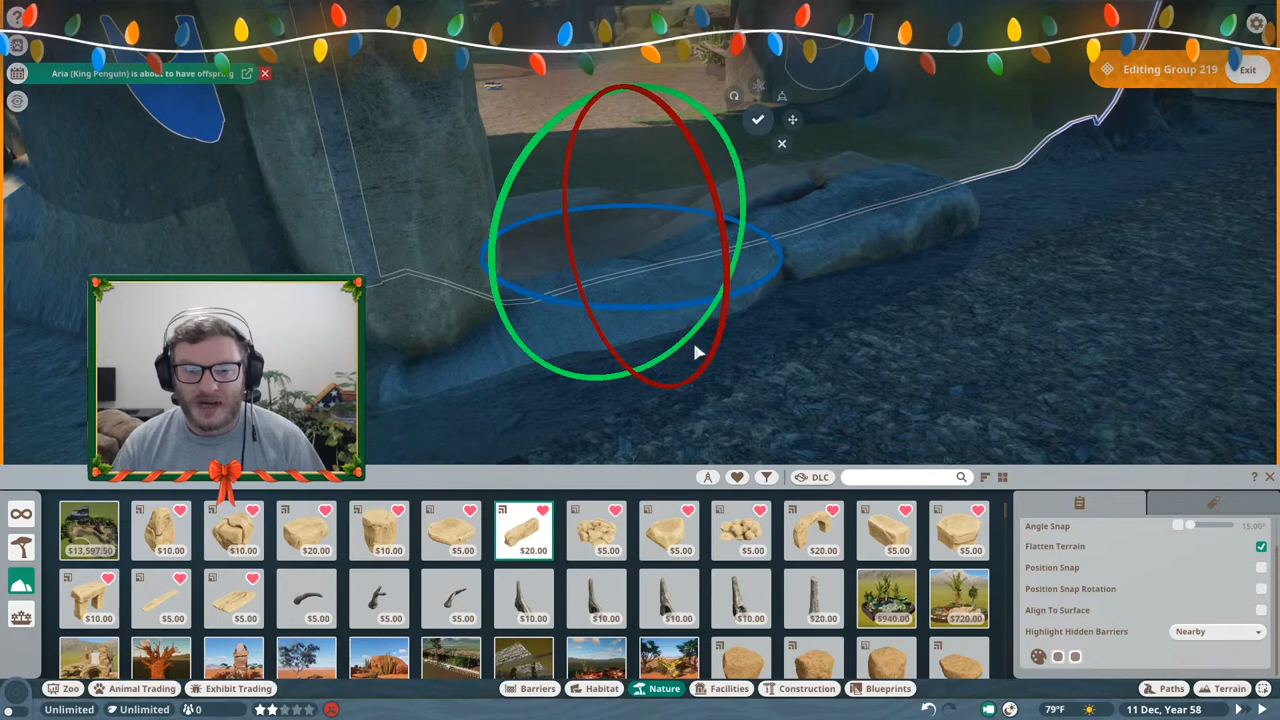 Aria (King Penguin) is about to have offspring
Editing Group 219
Exit
DLC
$13,597.50
$10.00
$10.00
$20.00
$10.00
$5.00
$20.00
$5.00
$5.00
$5.00
$20.00
$5.00
$5.00
$10.00
$5.00
$5.00
$5.00
$5.00
$5.00
$10.00
$10.00
$10.00
$10.00
$20.00
$940.00
$720.00
Angle Snap
15.00°
Flatten Terrain
Position Snap
Position Snap Rotation
Align To Surface
Highlight Hidden Barriers
Nearby
Zoo
Animal Trading
Exhibit Trading
Barriers
Habitat
Nature
Facilities
Construction
Blueprints
Paths
Terrain
Unlimited
Unlimited
0
79°F
11 Dec, Year 58